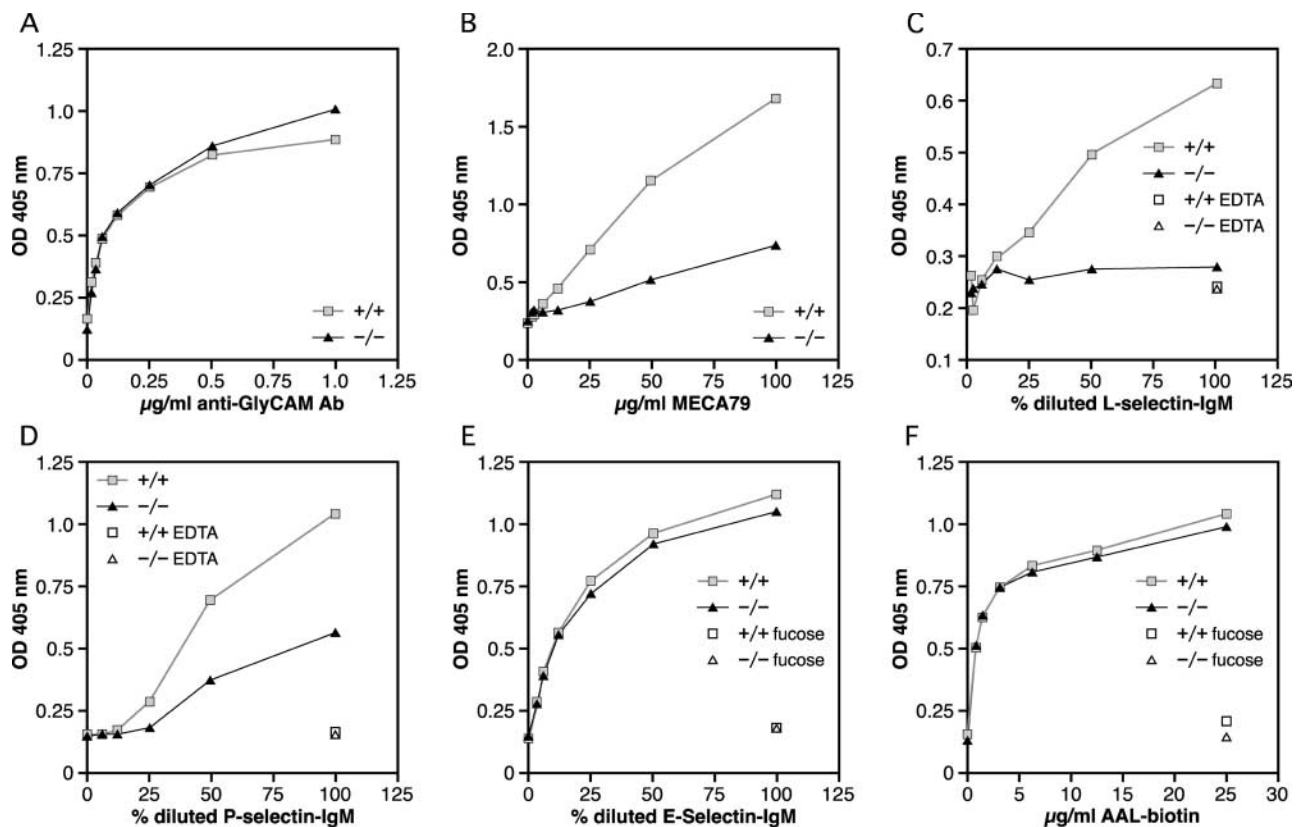 A
1.25
1.0
0.75
0.5
0.25
0
OD 405 nm
+/+
−/−
0 0.25 0.5 0.75 1.0 1.25
µg/ml anti-GlyCAM Ab
B
2.0
1.5
1.0
0.5
0
OD 405 nm
+/+
−/−
0 25 50 75 100 125
µg/ml MECA79
C
0.7
0.6
0.5
0.4
0.3
0.2
0.1
OD 405 nm
+/+
−/−
+/+ EDTA
−/− EDTA
0 25 50 75 100 125
% diluted L-selectin-IgM
D
1.25
1.0
0.75
0.5
0.25
0
OD 405 nm
+/+
−/−
+/+ EDTA
−/− EDTA
0 25 50 75 100 125
% diluted P-selectin-IgM
E
1.25
1.0
0.75
0.5
0.25
0
OD 405 nm
+/+
−/−
+/+ fucose
−/− fucose
0 25 50 75 100 125
% diluted E-Selectin-IgM
F
1.25
1.0
0.75
0.5
0.25
0
OD 405 nm
+/+
−/−
+/+ fucose
−/− fucose
0 5 10 15 20 25 30
µg/ml AAL-biotin